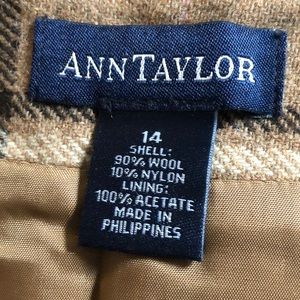 ANNTAYLOR
14
SHELL:
90% WOOL
10% NYLON
LINING:
100% ACETATE
MADE IN
PHILIPPINES